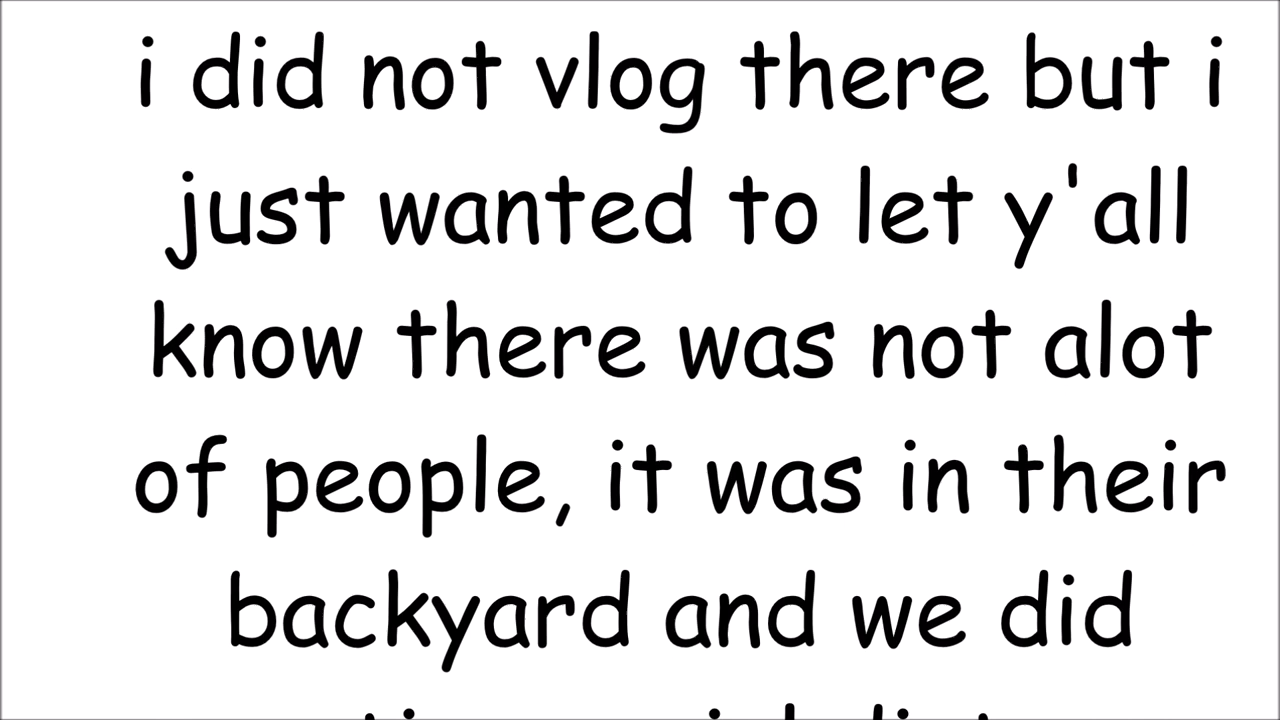 i did not vlog there but i
just wanted to let y'all
know there was not alot
of people, it was in their
backyard and we did